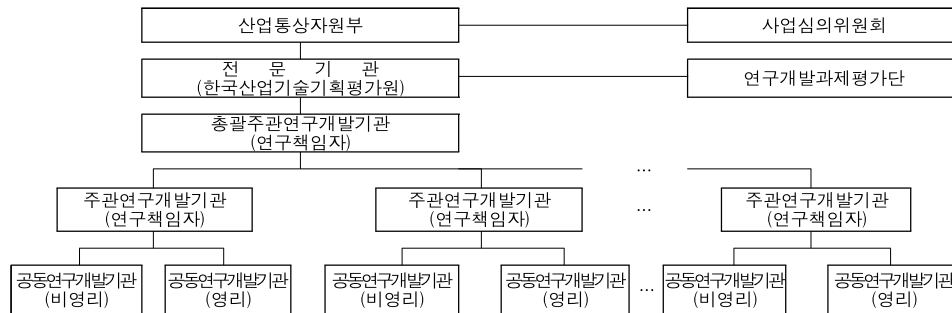 산업통상자원부
사업심의위원회
전 문 기 관
(한국산업기술기획평가원)
연구개발과제평가단
총괄주관연구개발기관
(연구책임자)
...
주관연구개발기관
(연구책임자)
주관연구개발기관
(연구책임자)
...
주관연구개발기관
(연구책임자)
공동연구개발기관
(비영리)
공동연구개발기관
(영리)
공동연구개발기관
(비영리)
공동연구개발기관
(영리)
...
공동연구개발기관
(비영리)
공동연구개발기관
(영리)